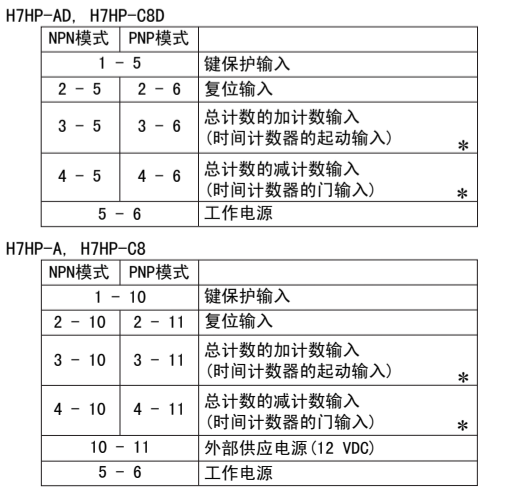 H7HP-AD, H7HP-C8D
NPN模式 PNP模式
1 - 5 键保护输入
2 - 5 2 - 6 复位输入
总计数的加计数输入
3 - 5 3 - 6
(时间计数器的起动输入) *
总计数的减计数输入
4 - 5 4 - 6
(时间计数器的门输入) *
5 - 6 工作电源
H7HP-A, H7HP-C8
NPN模式 PNP模式
1 - 10 键保护输入
2 - 10 2 - 11 复位输入
总计数的加计数输入
3 - 10 3 - 11
(时间计数器的起动输入) *
总计数的减计数输入
4 - 10 4 - 11
(时间计数器的门输入) *
10 - 11 外部供应电源(12 VDC)
5 - 6 工作电源